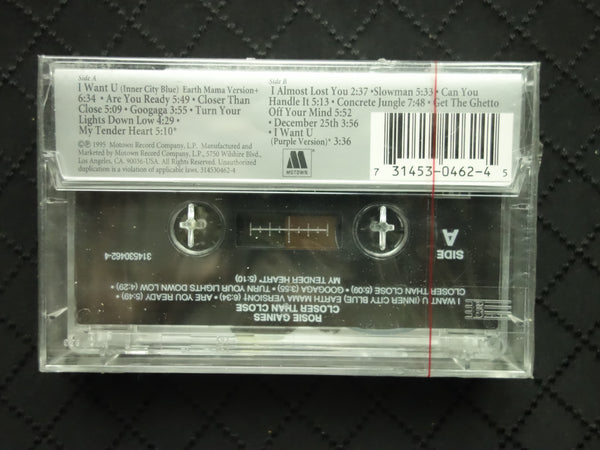 Side A
I Want U (Inner City Blue) Earth Mama Version+
6:34 • Are You Ready 5:49 • Closer Than
Close 5:09 • Googaga 3:55 • Turn Your
Lights Down Low 4:29 •
My Tender Heart 5:10*
℗© 1995 Motown Record Company, L.P. Manufactured and
Marketed by Motown Record Company, L.P., 5750 Wilshire Blvd.,
Los Angeles, CA. 90036-USA. All Rights Reserved. Unauthorized
duplication is a violation of applicable laws. 314530462-4
Side B
I Almost Lost You 2:37 •Slowman 5:33 • Can You
Handle It 5:13 • Concrete Jungle 7:48 • Get The Ghetto
Off Your Mind 5:52
• December 25th 3:56
• I Want U
(Purple Version)* 3:36
M
MOTOWN
7 31453-0462-4 5
SIDE
A
314530462-4
ROSIE GAINES
CLOSER THAN CLOSE
I WANT U (INNER CITY BLUE) (EARTH MAMA VERSION) (6:34) • ARE YOU READY (5:49) •
CLOSER THAN CLOSE (5:09) • GOOGAGA (3:55) • TURN YOUR LIGHTS DOWN LOW (4:29) •
MY TENDER HEART (5:10)